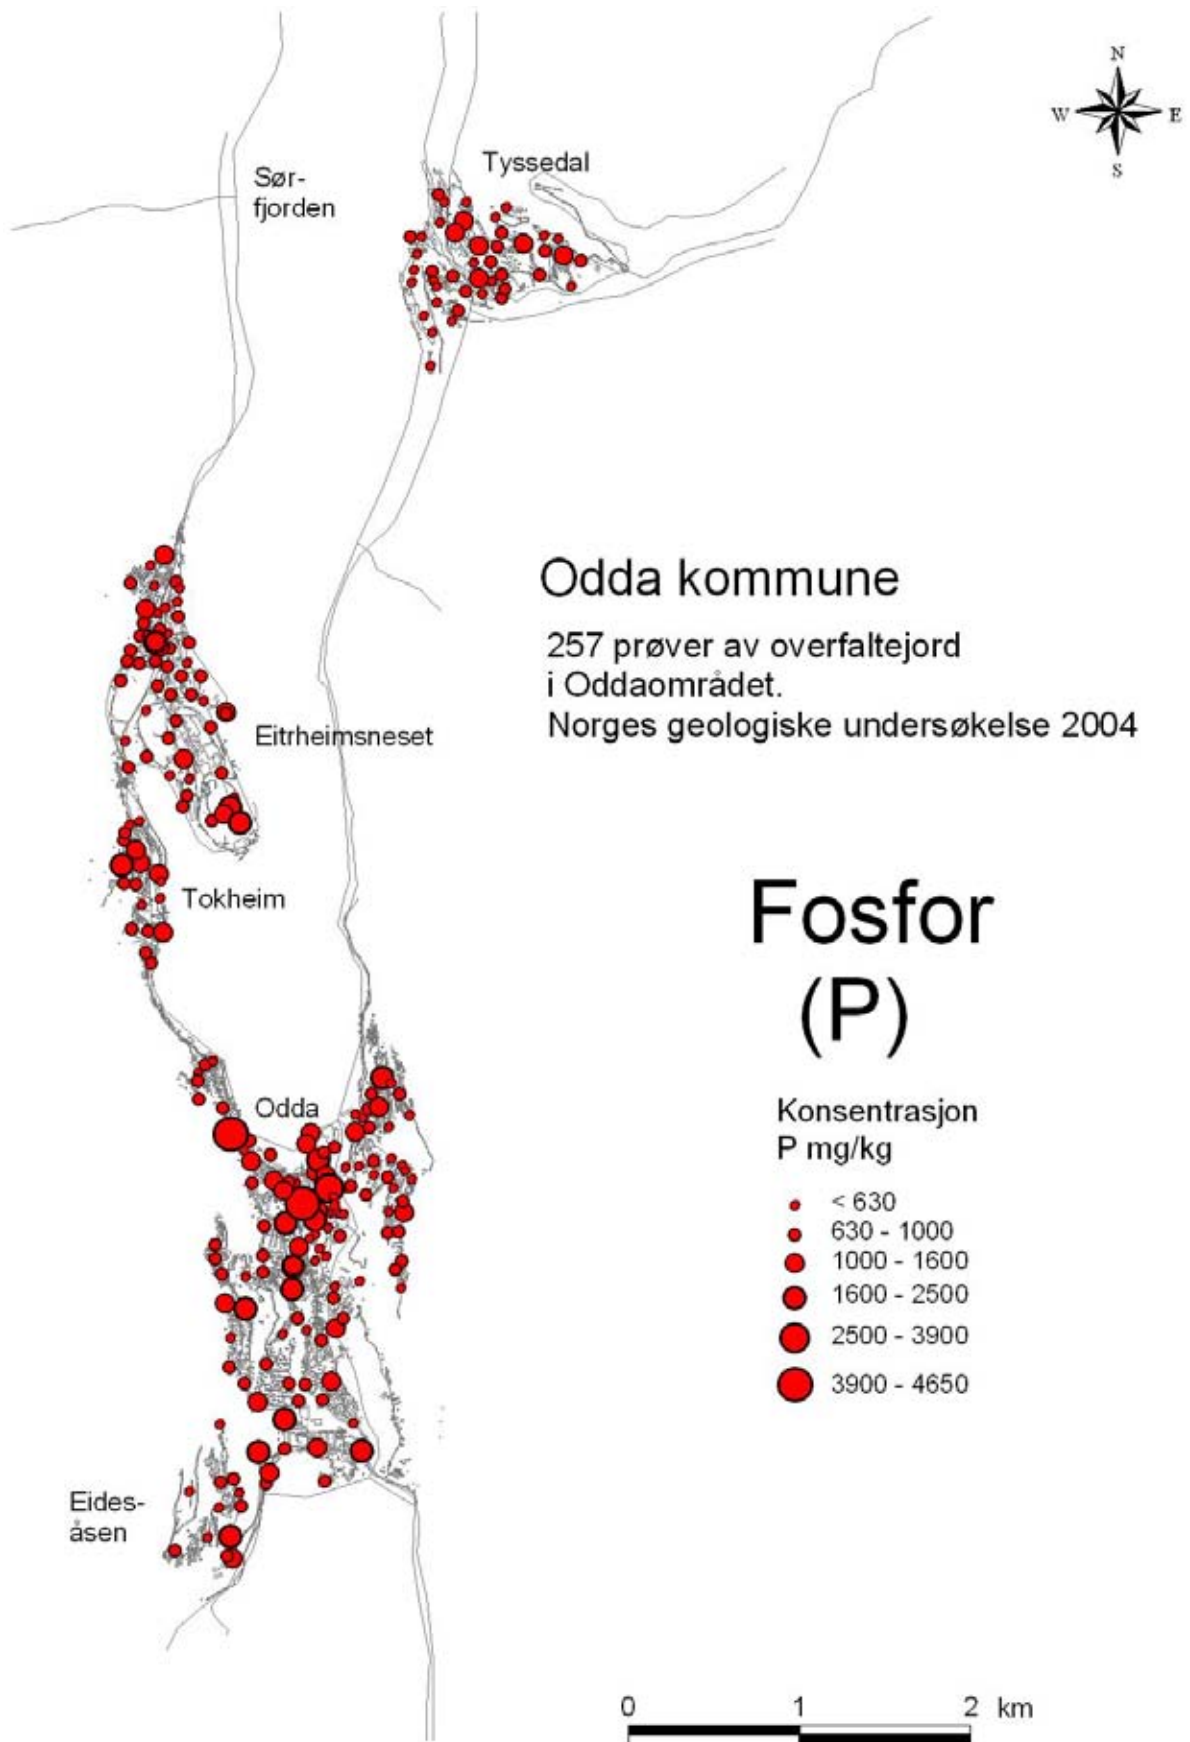 N
W E
S
Tyssedal
Sør-
fjorden
Odda kommune
257 prøver av overfaltejord
i Oddaområdet.
Norges geologiske undersøkelse 2004
Eitrheimsneset
Tokheim
Fosfor
(P)
Odda
Konsentrasjon
P mg/kg
< 630
630 - 1000
1000 - 1600
1600 - 2500
2500 - 3900
3900 - 4650
Eides-
åsen
0 1 2 km